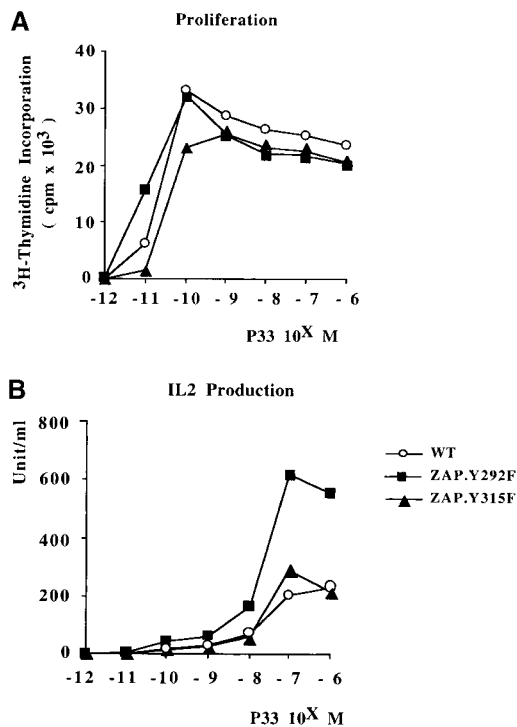 A
Proliferation
³H-Thymidine Incorporation
( cpm x 10³ )
40
30
20
10
0
-12 -11 -10 - 9 - 8 - 7 - 6
P33 10^X M
B
IL2 Production
Unit/ml
800
600
400
200
0
-12 -11 -10 - 9 - 8 - 7 - 6
P33 10^X M
WT
ZAP.Y292F
ZAP.Y315F